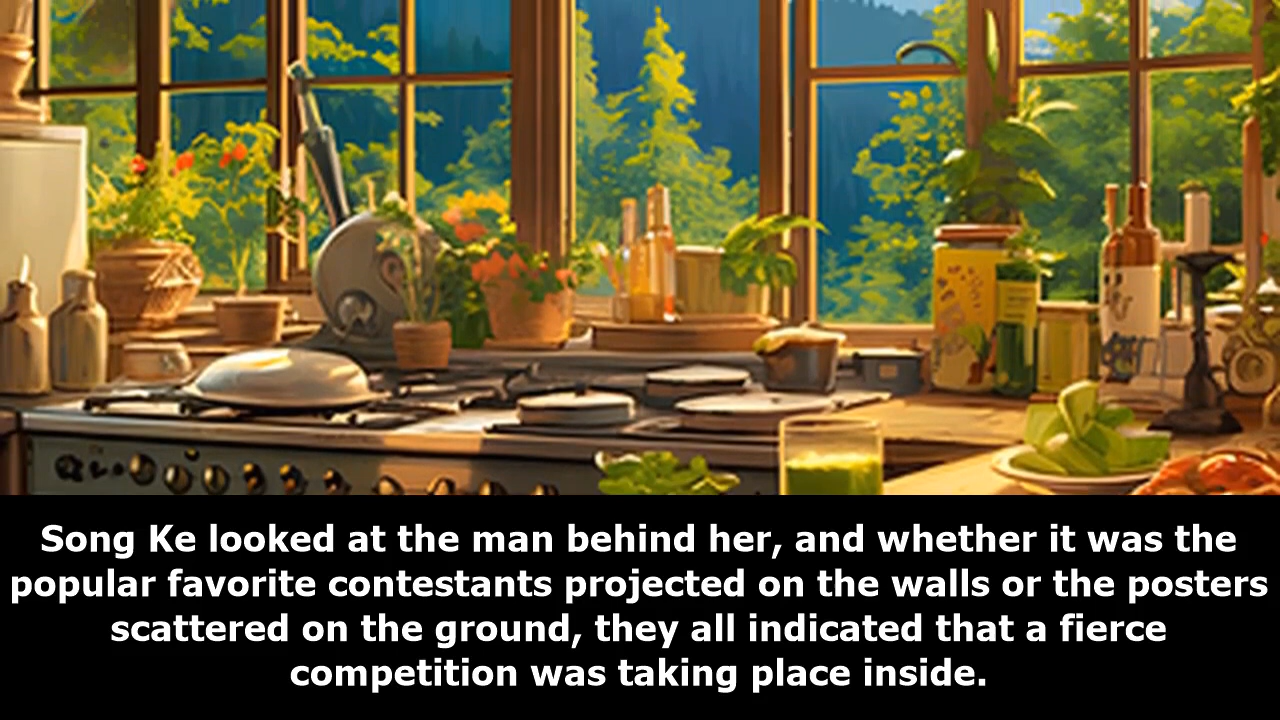 Song Ke looked at the man behind her, and whether it was the
popular favorite contestants projected on the walls or the posters
scattered on the ground, they all indicated that a fierce
competition was taking place inside.